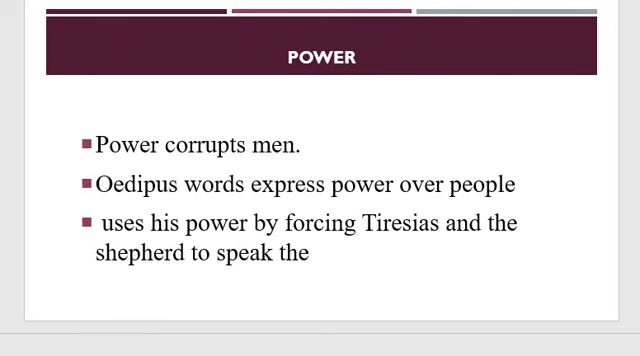 POWER
Power corrupts men.
Oedipus words express power over people
uses his power by forcing Tiresias and the
shepherd to speak the